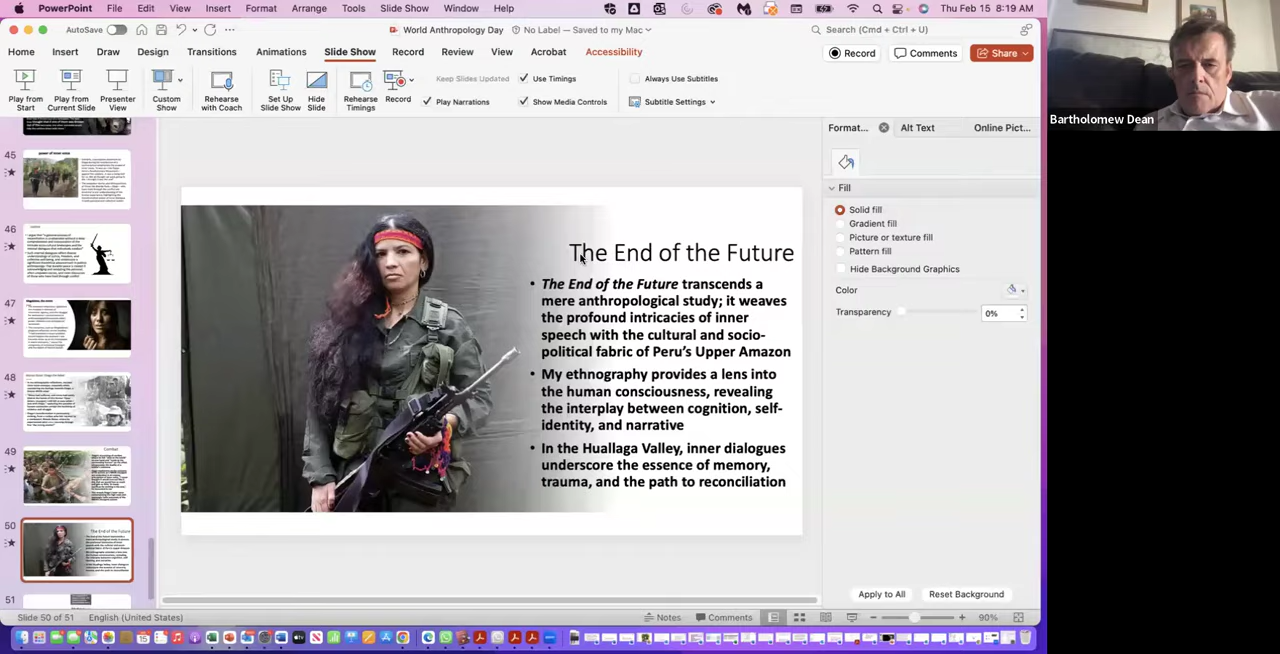 PowerPoint File Edit View Insert Format Arrange Tools Slide Show Window Help Thu Feb 15 8:19 AM
AutoSave World Anthropology Day No Label — Saved to my Mac Search (Cmd + Ctrl + U)
Home Insert Draw Design Transitions Animations Slide Show Record Review View Acrobat Accessibility Record Comments Share
Keep Slides Updated Use Timings Always Use Subtitles
Play from Start Play from Current Slide Presenter View Custom Show Rehearse with Coach Set Up Slide Show Hide Slide Rehearse Timings Record Play Narrations Show Media Controls Subtitle Settings
Bartholomew Dean
Format... Alt Text Online Pict...
45
46
47
48
49
Combat
50
The End of the Future
51
The End of the Future
• The End of the Future transcends a
mere anthropological study; it weaves
the profound intricacies of inner
speech with the cultural and socio-
political fabric of Peru's Upper Amazon
• My ethnography provides a lens into
the human consciousness, revealing
the interplay between cognition, self-
identity, and narrative
• In the Huallaga Valley, inner dialogues
underscore the essence of memory,
trauma, and the path to reconciliation
Fill
Solid fill
Gradient fill
Picture or texture fill
Pattern fill
Hide Background Graphics
Color
Transparency 0%
Apply to All Reset Background
Slide 50 of 51 English (United States) Notes Comments 90%